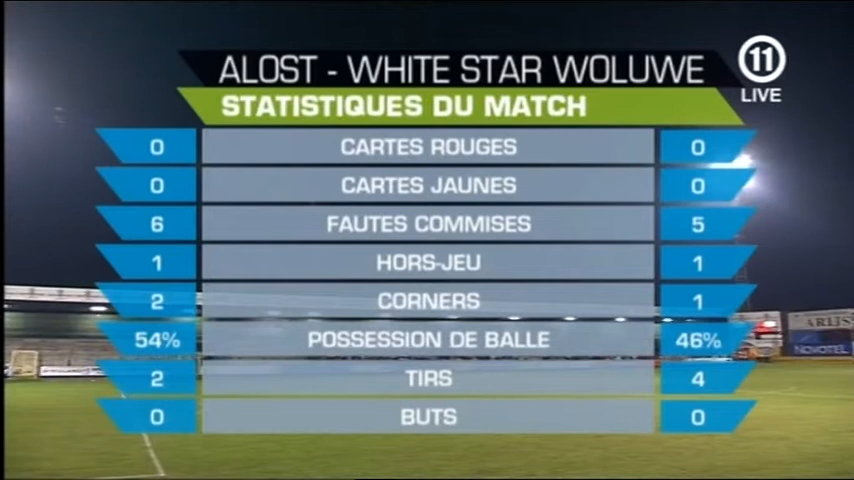 11
LIVE
ALOST - WHITE STAR WOLUWE
STATISTIQUES DU MATCH
0 CARTES ROUGES 0
0 CARTES JAUNES 0
6 FAUTES COMMISES 5
1 HORS-JEU 1
2 CORNERS 1
54% POSSESSION DE BALLE 46%
2 TIRS 4
0 BUTS 0
NOVOTEL